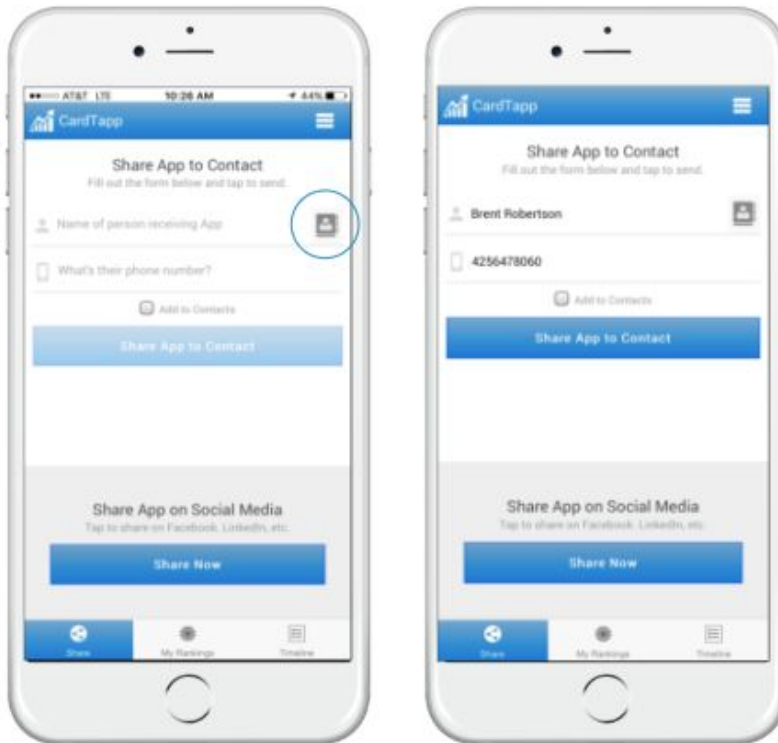 AT&T LTE 10:26 AM 44%
CardTapp
Share App to Contact
Fill out the form below and tap to send.
Name of person receiving App
What's their phone number?
Add to Contacts
Share App to Contact
Share App on Social Media
Tap to share on Facebook, LinkedIn, etc.
Share Now
Share My Rankings Timeline
CardTapp
Share App to Contact
Fill out the form below and tap to send.
Brent Robertson
4256478060
Add to Contacts
Share App to Contact
Share App on Social Media
Tap to share on Facebook, LinkedIn, etc.
Share Now
Share My Rankings Timeline